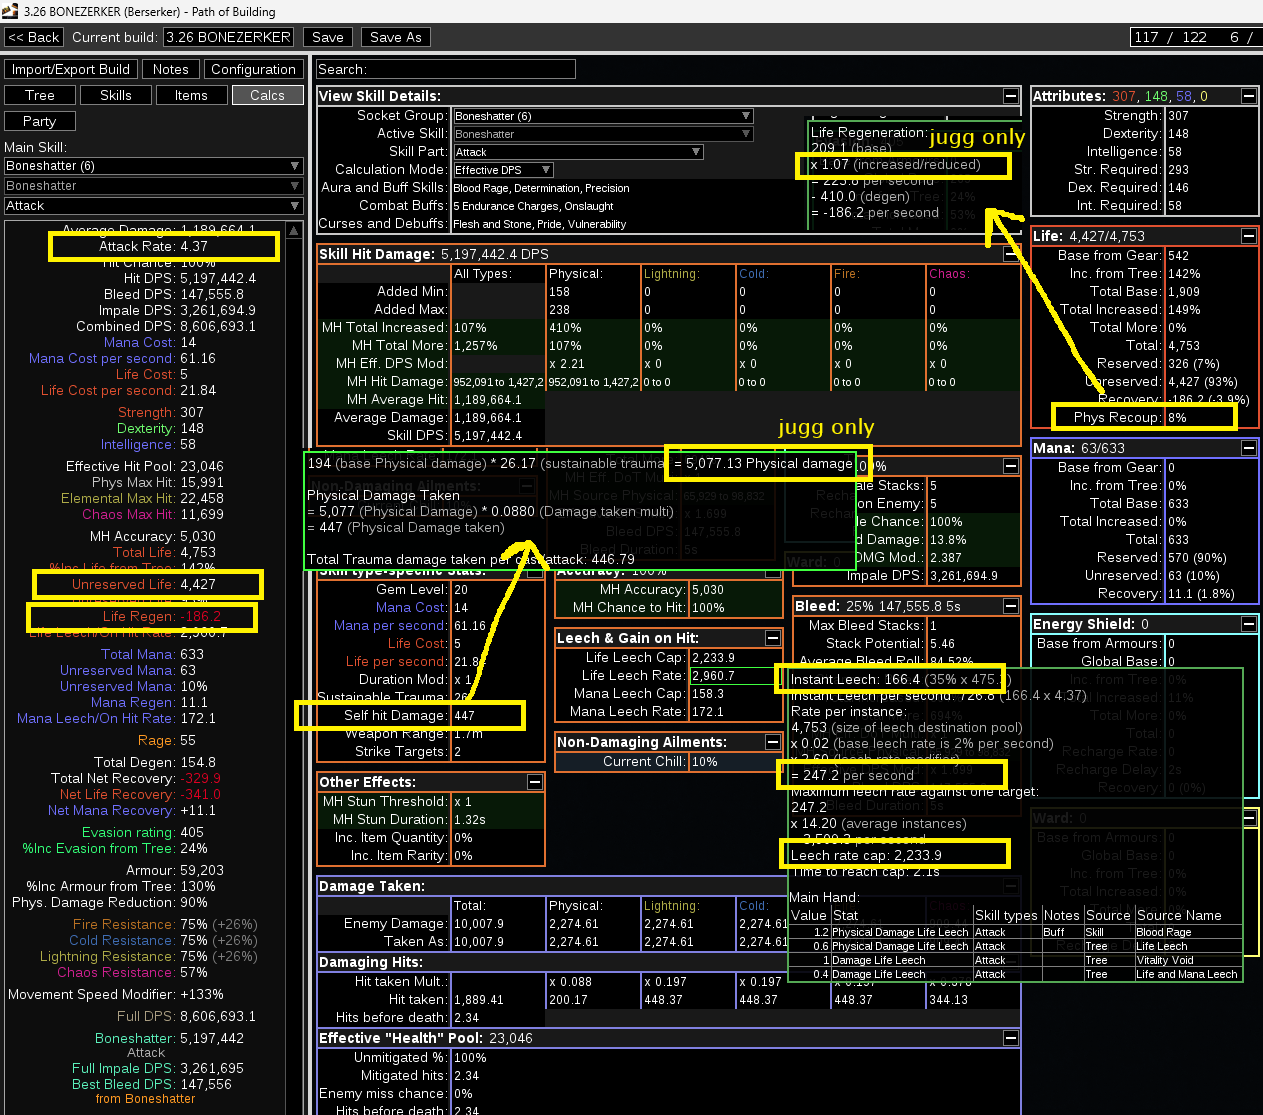 3.26 BONEZERKER (Berserker) - Path of Building
<< Back Current build: 3.26 BONEZERKER Save Save As 117 / 122 6 /
Import/Export Build Notes Configuration
Tree Skills Items Calcs
Party
Main Skill:
Boneshatter (6)
Boneshatter
Attack
Average Damage: 1,189,664.1
Attack Rate: 4.37
Hit Chance: 100%
Hit DPS: 5,197,442.4
Bleed DPS: 147,555.8
Impale DPS: 3,261,694.9
Combined DPS: 8,606,693.1
Mana Cost: 14
Mana Cost per second: 61.16
Life Cost: 5
Life Cost per second: 21.84
Strength: 307
Dexterity: 148
Intelligence: 58
Effective Hit Pool: 23,046
Phys Max Hit: 15,991
Elemental Max Hit: 22,458
Chaos Max Hit: 11,699
MH Accuracy: 5,030
Total Life: 4,753
%Inc Life from Tree: 142%
Unreserved Life: 4,427
Life Regen: -186.2
Life Leech/On Hit Rate: 2,960.7
Total Mana: 633
Unreserved Mana: 63
Unreserved Mana: 10%
Mana Regen: 11.1
Mana Leech/On Hit Rate: 172.1
Rage: 55
Total Degen: 154.8
Total Net Recovery: -329.9
Net Life Recovery: -341.0
Net Mana Recovery: +11.1
Evasion rating: 405
%Inc Evasion from Tree: 24%
Armour: 59,203
%Inc Armour from Tree: 130%
Phys. Damage Reduction: 90%
Fire Resistance: 75% (+26%)
Cold Resistance: 75% (+26%)
Lightning Resistance: 75% (+26%)
Chaos Resistance: 57%
Movement Speed Modifier: +133%
Full DPS: 8,606,693.1
Boneshatter: 5,197,442
Attack
Full Impale DPS: 3,261,695
Best Bleed DPS: 147,556
from Boneshatter
Search:
View Skill Details:
Socket Group: Boneshatter (6)
Active Skill: Boneshatter
Skill Part: Attack
Calculation Mode: Effective DPS
Aura and Buff Skills: Blood Rage, Determination, Precision
Combat Buffs: 5 Endurance Charges, Onslaught
Curses and Debuffs: Flesh and Stone, Pride, Vulnerability
Life Regeneration:
jugg only
209.1 (base)
x 1.07 (increased/reduced)
= 223.8 per second
- 410.0 (degen)
= -186.2 per second
Skill Hit Damage: 5,197,442.4 DPS
All Types: Physical: Lightning: Cold: Fire: Chaos:
Added Min: 158 0 0 0 0
Added Max: 238 0 0 0 0
MH Total Increased: 107% 410% 0% 0% 0% 0%
MH Total More: 1,257% 107% 0% 0% 0% 0%
MH Eff. DPS Mod: x 2.21 x 0 x 0 x 0 x 0
MH Hit Damage: 952,091 to 1,427,2 952,091 to 1,427,2 0 to 0 0 to 0 0 to 0 0 to 0
MH Average Hit: 1,189,664.1
Average Damage: 1,189,664.1
Skill DPS: 5,197,442.4
jugg only
194 (base Physical damage) * 26.17 (sustainable trauma = 5,077.13 Physical damage
Physical Damage Taken
= 5,077 (Physical Damage) * 0.0880 (Damage taken multi)
= 447 (Physical Damage taken)
Total Trauma damage taken per cast/attack: 446.79
Non-Damaging Ailments:
MH Eff. DoT Mu
MH Source Physical: 65,929 to 98,832
x 1.699
Bleed DPS: 147,555.8
Bleed Duration: 5s
ale Stacks: 5
on Enemy: 5
le Chance: 100%
d Damage: 13.8%
DMG Mod.: 2.387
Impale DPS: 3,261,694.9
Skill type-specific Stats:
Gem Level: 20
Mana Cost: 14
Mana per second: 61.16
Life Cost: 5
Life per second: 21.84
Duration Mod: x 1
Sustainable Trauma: 26
Self hit Damage: 447
Weapon Range: 1.7m
Strike Targets: 2
Accuracy: 100%
MH Accuracy: 5,030
MH Chance to Hit: 100%
Leech & Gain on Hit:
Life Leech Cap: 2,233.9
Life Leech Rate: 2,960.7
Mana Leech Cap: 158.3
Mana Leech Rate: 172.1
Non-Damaging Ailments:
Current Chill: 10%
Bleed: 25% 147,555.8 5s
Max Bleed Stacks: 1
Stack Potential: 5.46
Average Bleed Roll: 84.52%
Instant Leech: 166.4 (35% x 475.
Instant Leech per second: 726.8 (166.4 x 4.37)
Rate per instance:
4,753 (size of leech destination pool)
x 0.02 (base leech rate is 2% per second)
x 2.60 (leech rate modifier)
= 247.2 per second
Maximum leech rate against one target:
247.2
x 14.20 (average instances)
= 3,509.3 per second
Leech rate cap: 2,233.9
Time to reach cap: 2.1s
Main Hand:
Value Stat Skill types Notes Source Source Name
1.2 Physical Damage Life Leech Attack Buff Skill Blood Rage
0.6 Physical Damage Life Leech Attack Tree Life Leech
1 Damage Life Leech Attack Tree Vitality Void
0.4 Damage Life Leech Attack Tree Life and Mana Leech
Other Effects:
MH Stun Threshold: x 1
MH Stun Duration: 1.32s
Inc. Item Quantity: 0%
Inc. Item Rarity: 0%
Damage Taken:
Total: Physical: Lightning: Cold:
Enemy Damage: 10,007.9 2,274.61 2,274.61 2,274.61
Taken As: 10,007.9 2,274.61 2,274.61 2,274.61
Damaging Hits:
Hit taken Mult.: x 0.088 x 0.197 x 0.197 x 0.197 x 0.378
Hit taken: 1,889.41 200.17 448.37 448.37 448.37 344.13
Hits before death: 2.34
Effective "Health" Pool: 23,046
Unmitigated %: 100%
Mitigated hits: 2.34
Enemy miss chance: 0%
Hits before death: 2.34
Attributes: 307, 148, 58, 0
Strength: 307
Dexterity: 148
Intelligence: 58
Str. Required: 293
Dex. Required: 146
Int. Required: 58
Life: 4,427/4,753
Base from Gear: 542
Inc. from Tree: 142%
Total Base: 1,909
Total Increased: 149%
Total More: 0%
Total: 4,753
Reserved: 326 (7%)
Unreserved: 4,427 (93%)
Recovery: -186.2 (-3.9%)
Phys Recoup: 8%
Mana: 63/633
Base from Gear: 0
Inc. from Tree: 0%
Total Base: 633
Total Increased: 0%
Total: 633
Reserved: 570 (90%)
Unreserved: 63 (10%)
Recovery: 11.1 (1.8%)
Energy Shield: 0
Base from Armours: 0
Global Base: 0
Inc. from Tree: 0%
Total Increased: 11%
Total More: 0%
Total: 0
Recharge Rate: 0
Recharge Delay: 2s
Recovery: 0 (0%)
Ward: 0
Base from Armours: 0
Global Base: 0
Inc. from Tree: 0%
Total Increased: 0%
Total More: 0%